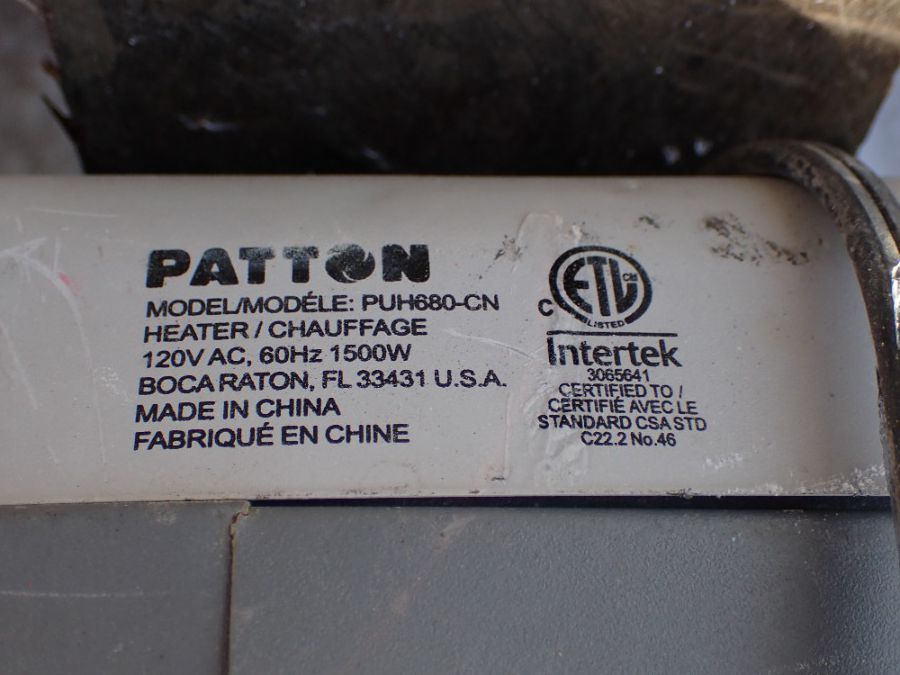 PATTON
MODEL/MODÉLE: PUH680-CN
HEATER / CHAUFFAGE
120V AC, 60Hz 1500W
BOCA RATON, FL 33431 U.S.A.
MADE IN CHINA
FABRIQUÉ EN CHINE
C ETL CM
LISTED
Intertek
3065641
CERTIFIED TO /
CERTIFIÉ AVEC LE
STANDARD CSA STD
C22.2 No.46